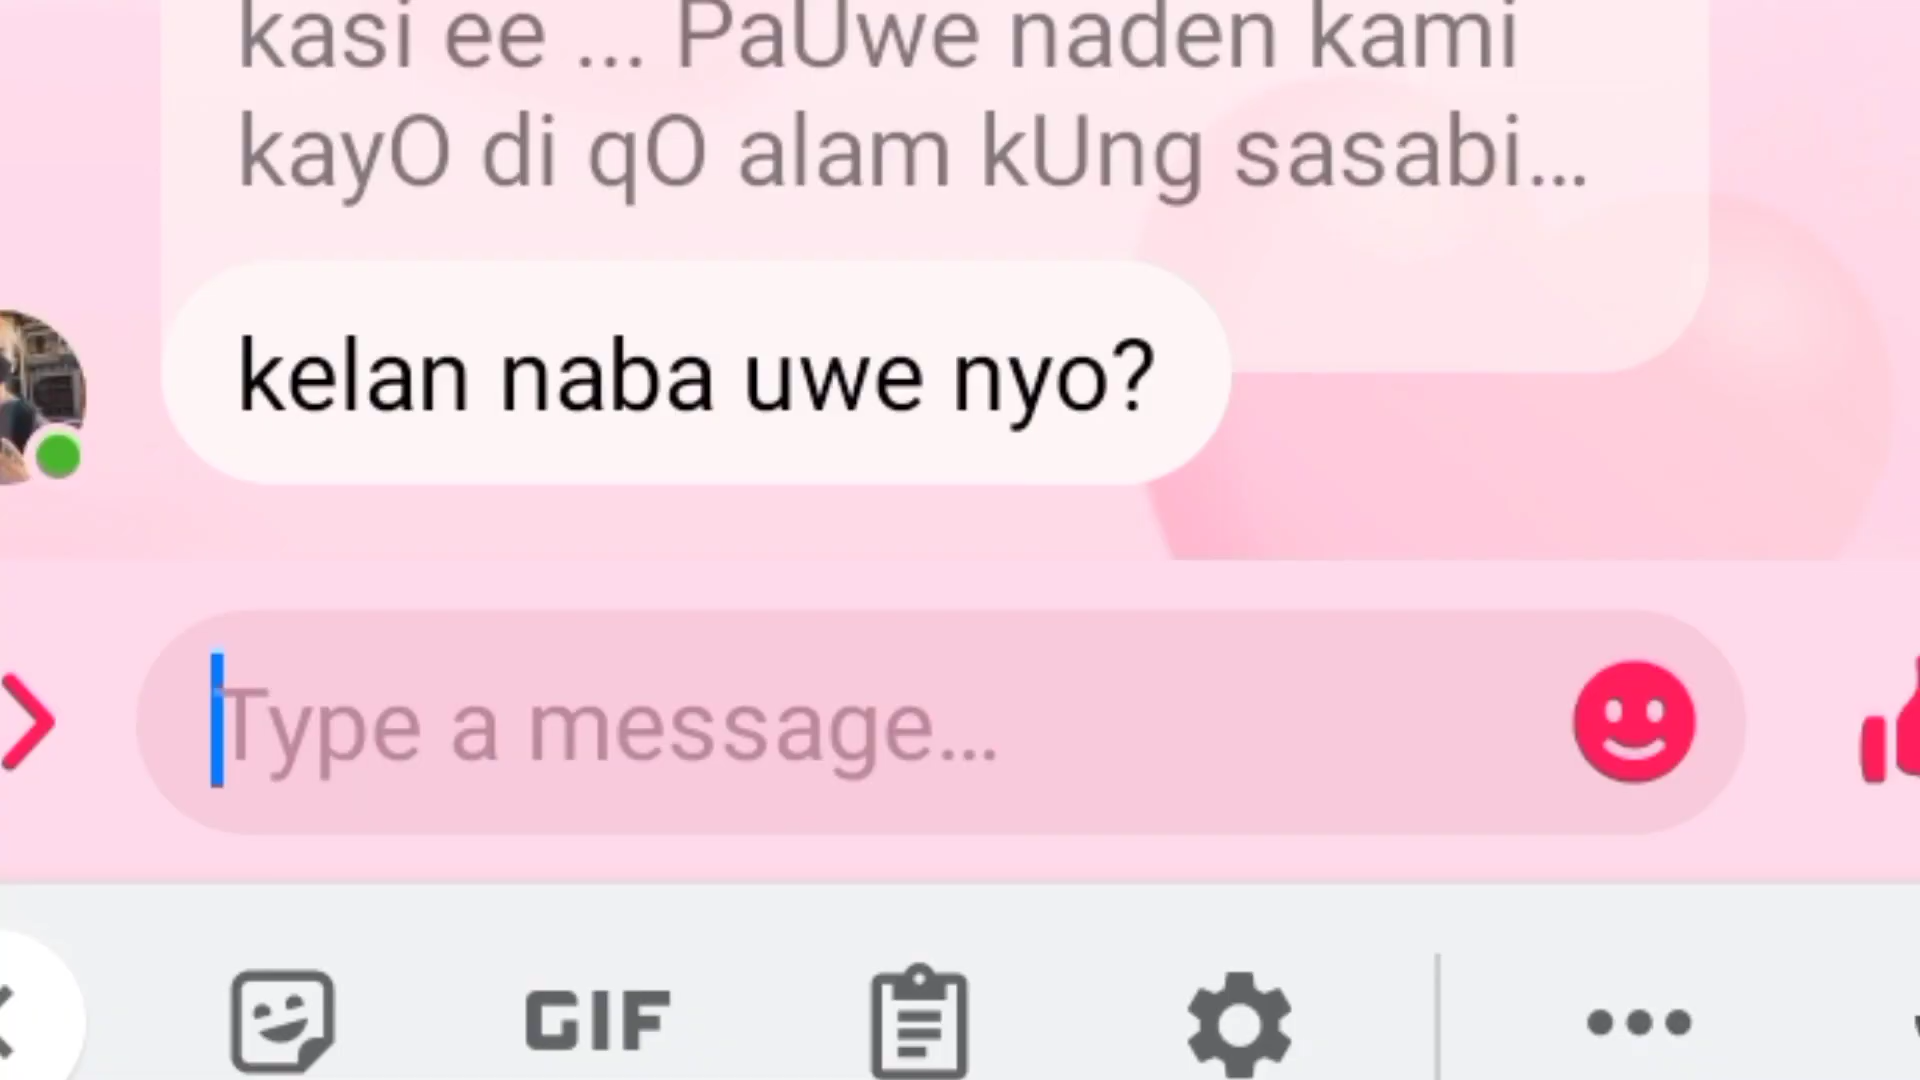 kasi ee ... PaUwe naden kami
kayO di qO alam kUng sasabi...
kelan naba uwe nyo?
Type a message...
GIF